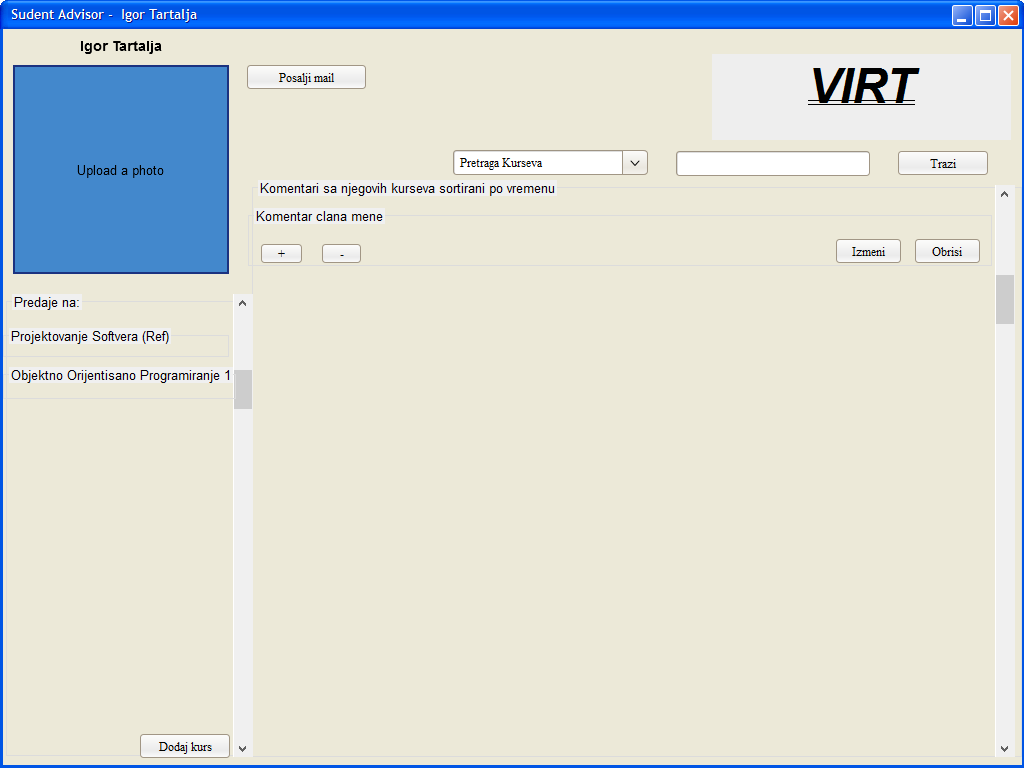 Sudent Advisor - Igor Tartalja
Igor Tartalja
Upload a photo
Posalji mail
VIRT
Pretraga Kurseva
Trazi
Komentari sa njegovih kurseva sortirani po vremenu
Komentar clana mene
+
-
Izmeni
Obrisi
Predaje na:
Projektovanje Softvera (Ref)
Objektno Orijentisano Programiranje 1
Dodaj kurs